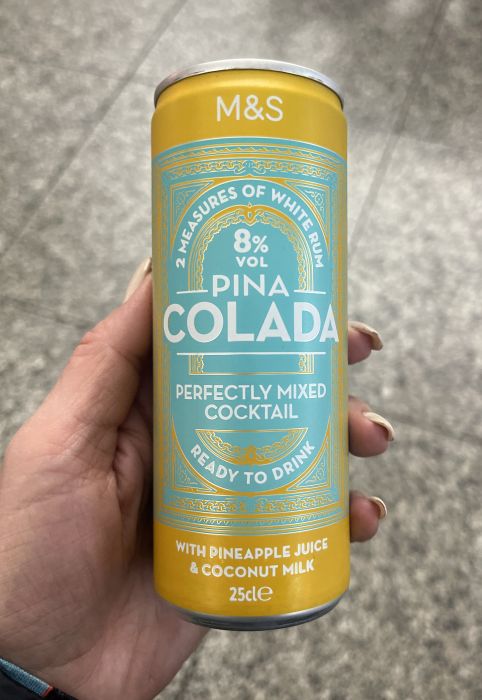 M&S
2 MEASURES OF WHITE RUM
8%
VOL
PINA
COLADA
PERFECTLY MIXED
COCKTAIL
READY TO DRINK
WITH PINEAPPLE JUICE
& COCONUT MILK
25cl℮